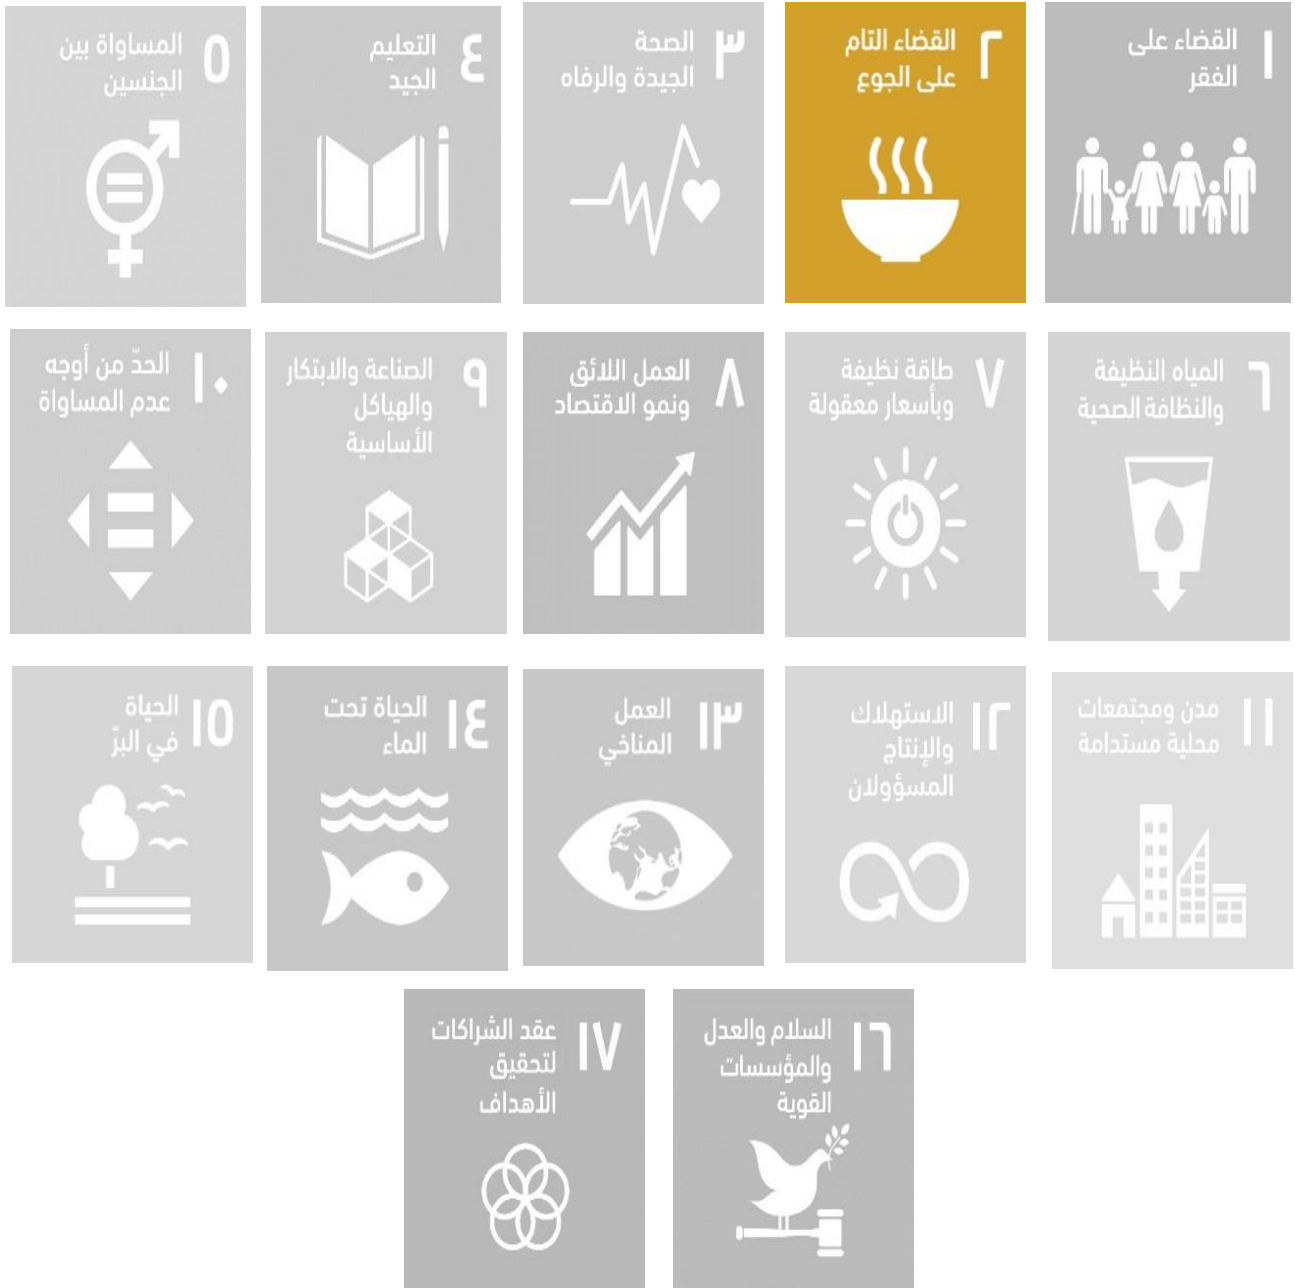 ١
القضاء على
الفقر
٢
القضاء التام
على الجوع
٣
الصحة
الجيدة والرفاه
٤
التعليم
الجيد
٥
المساواة بين
الجنسين
٦
المياه النظيفة
والنظافة الصحية
٧
طاقة نظيفة
وبأسعار معقولة
٨
العمل اللائق
ونمو الاقتصاد
٩
الصناعة والابتكار
والهياكل
الأساسية
١٠
الحدّ من أوجه
عدم المساواة
١١
مدن ومجتمعات
محلية مستدامة
١٢
الاستهلاك
والإنتاج
المسؤولان
١٣
العمل
المناخي
١٤
الحياة تحت
الماء
١٥
الحياة
في البرّ
١٦
السلام والعدل
والمؤسسات
القوية
١٧
عقد الشراكات
لتحقيق
الأهداف